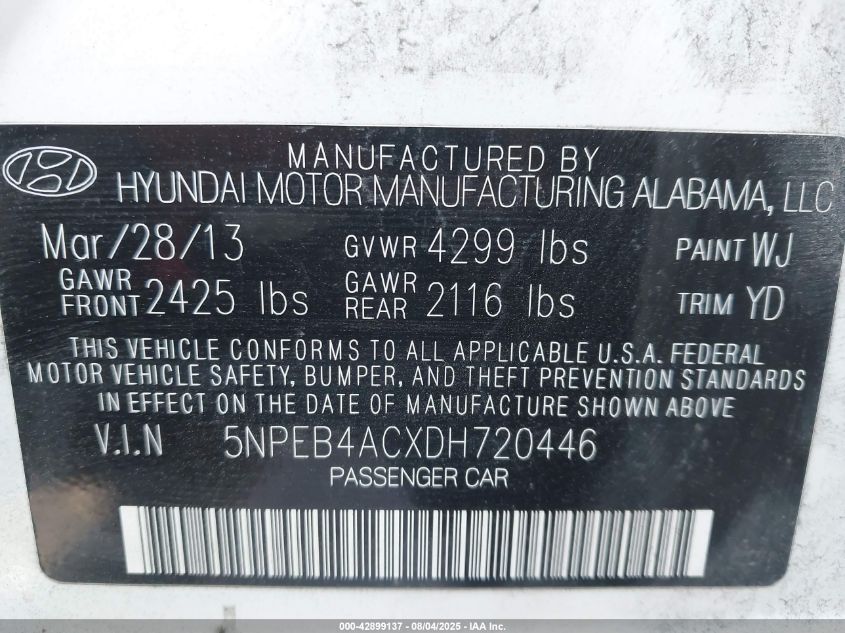 MANUFACTURED BY
HYUNDAI MOTOR MANUFACTURING ALABAMA, LLC
Mar/28/13 GVWR 4299 lbs PAINT WJ
GAWR FRONT 2425 lbs GAWR REAR 2116 lbs TRIM YD
THIS VEHICLE CONFORMS TO ALL APPLICABLE U.S.A. FEDERAL
MOTOR VEHICLE SAFETY, BUMPER, AND THEFT PREVENTION STANDARDS
IN EFFECT ON THE DATE OF MANUFACTURE SHOWN ABOVE
V.I.N 5NPEB4ACXDH720446
PASSENGER CAR
000-42899137 - 08/04/2025 - IAA Inc.